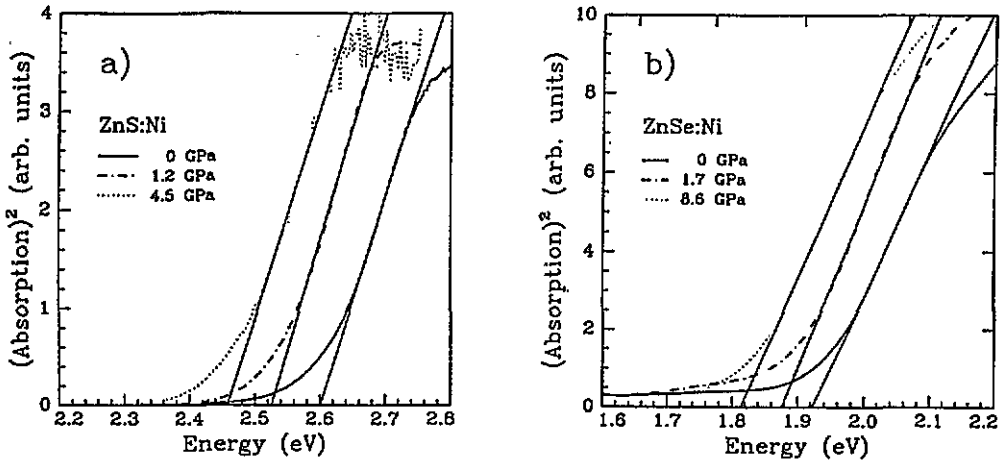 a)
ZnS:Ni
0 GPa
1.2 GPa
4.5 GPa
(Absorption)² (arb. units)
4
3
2
1
0
2.2 2.3 2.4 2.5 2.6 2.7 2.8
Energy (eV)
b)
ZnSe:Ni
0 GPa
1.7 GPa
8.6 GPa
(Absorption)² (arb. units)
10
8
6
4
2
0
1.6 1.7 1.8 1.9 2.0 2.1 2.2
Energy (eV)